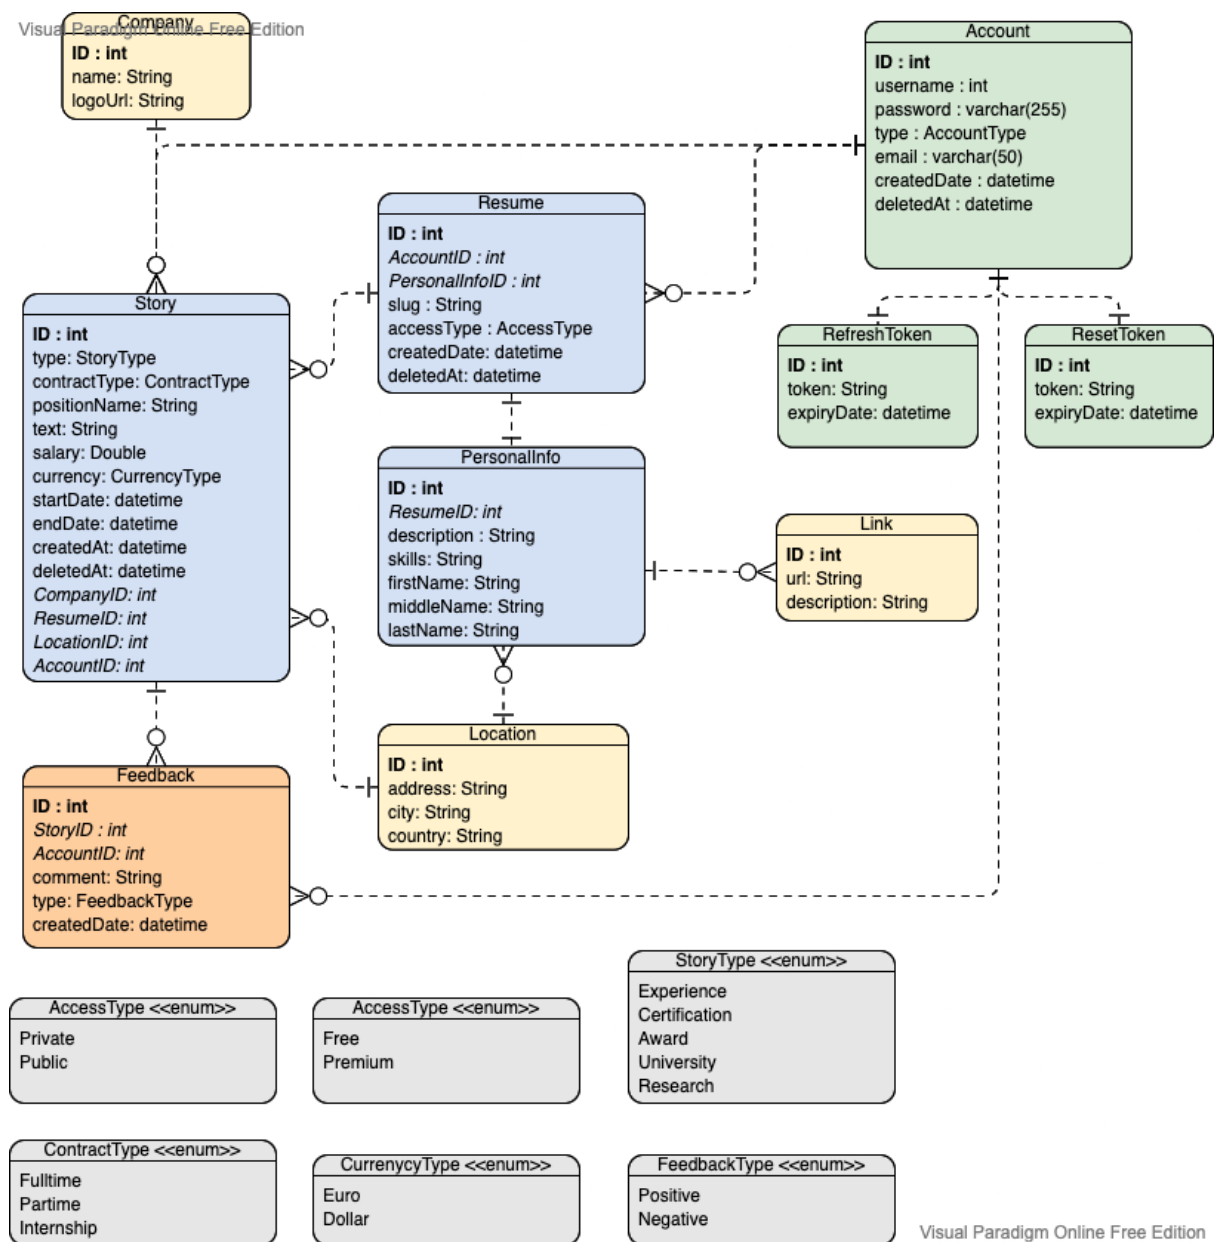 Visual Paradigm Online Free Edition
Company
ID : int
name: String
logoUrl: String
Account
ID : int
username : int
password : varchar(255)
type : AccountType
email : varchar(50)
createdDate : datetime
deletedAt : datetime
Resume
ID : int
AccountID : int
PersonalInfoID : int
slug : String
accessType : AccessType
createdDate: datetime
deletedAt: datetime
Story
ID : int
type: StoryType
contractType: ContractType
positionName: String
text: String
salary: Double
currency: CurrencyType
startDate: datetime
endDate: datetime
createdAt: datetime
deletedAt: datetime
CompanyID: int
ResumeID: int
LocationID: int
AccountID: int
RefreshToken
ID : int
token: String
expiryDate: datetime
ResetToken
ID : int
token: String
expiryDate: datetime
PersonalInfo
ID : int
ResumeID: int
description : String
skills: String
firstName: String
middleName: String
lastName: String
Link
ID : int
url: String
description: String
Location
ID : int
address: String
city: String
country: String
Feedback
ID : int
StoryID : int
AccountID: int
comment: String
type: FeedbackType
createdDate: datetime
AccessType <<enum>>
Private
Public
AccessType <<enum>>
Free
Premium
StoryType <<enum>>
Experience
Certification
Award
University
Research
ContractType <<enum>>
Fulltime
Partime
Internship
CurrenycyType <<enum>>
Euro
Dollar
FeedbackType <<enum>>
Positive
Negative
Visual Paradigm Online Free Edition